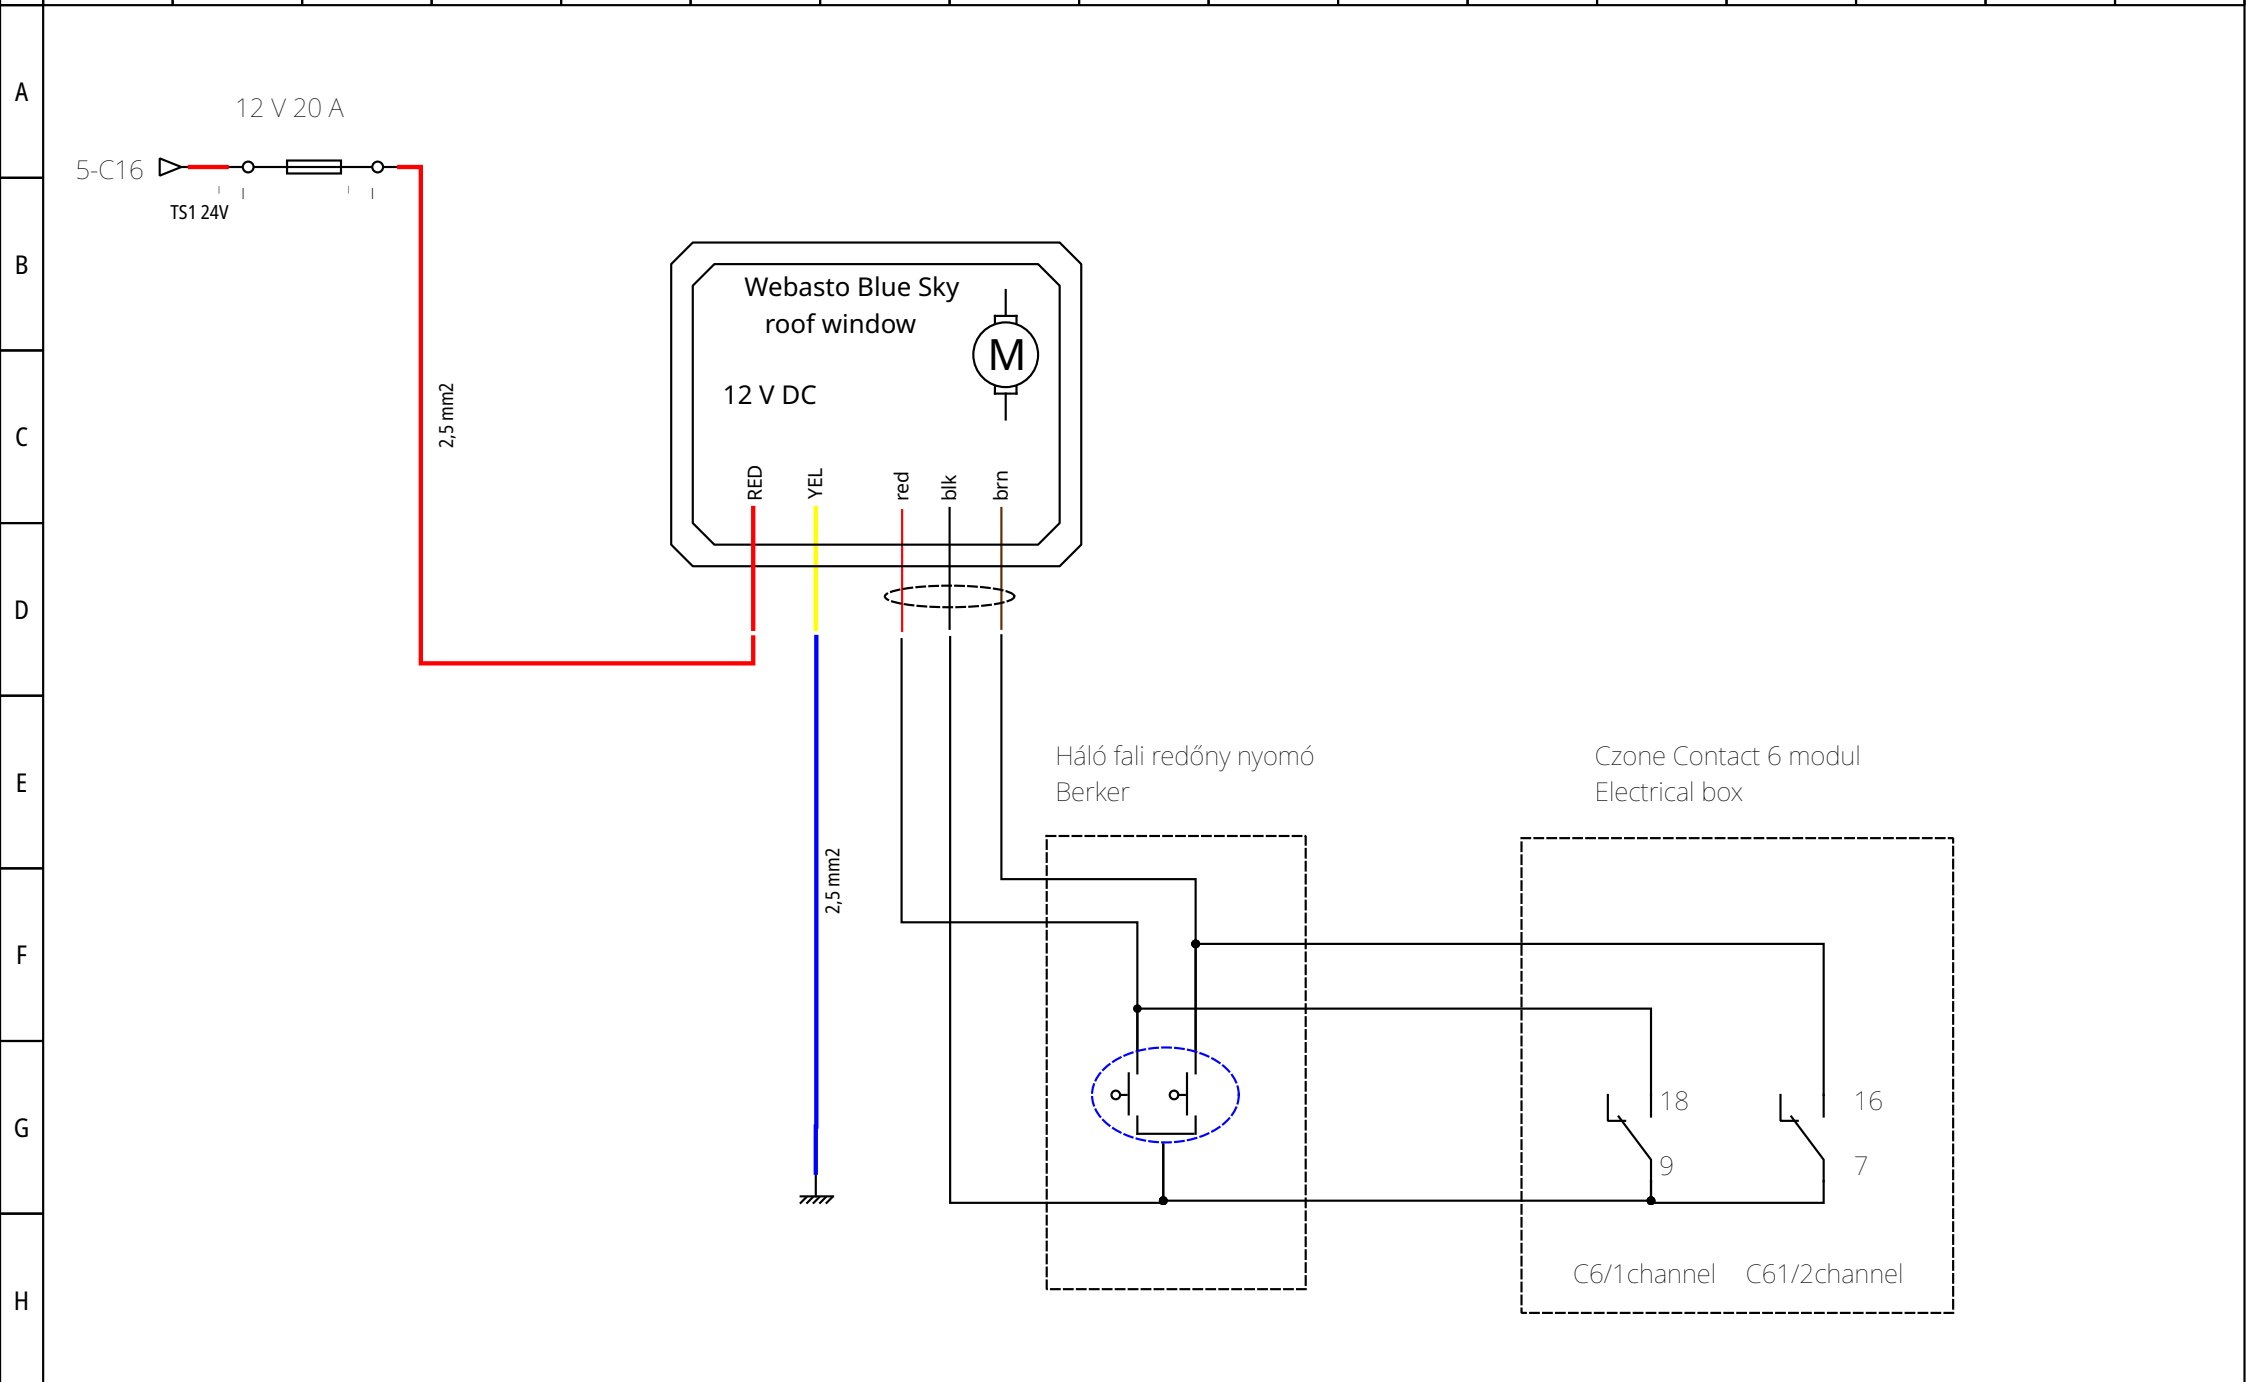 A
12 V 20 A
5-C16
TS1 24V
B
Webasto Blue Sky
roof window
M
12 V DC
2,5 mm2
C
RED
YEL
red
blk
brn
D
Háló fali redőny nyomó
Berker
Czone Contact 6 modul
Electrical box
E
2,5 mm2
F
18
16
G
9
7
C6/1channel
C61/2channel
H